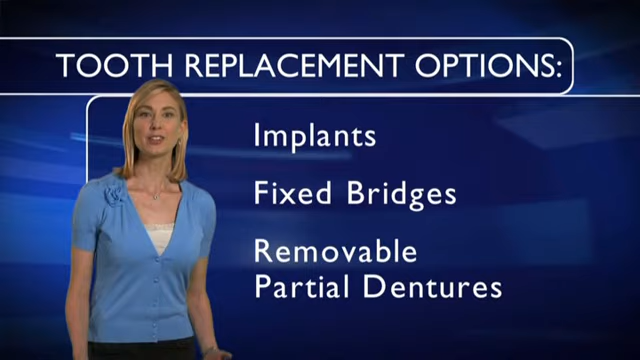 TOOTH REPLACEMENT OPTIONS:
Implants
Fixed Bridges
Removable
Partial Dentures